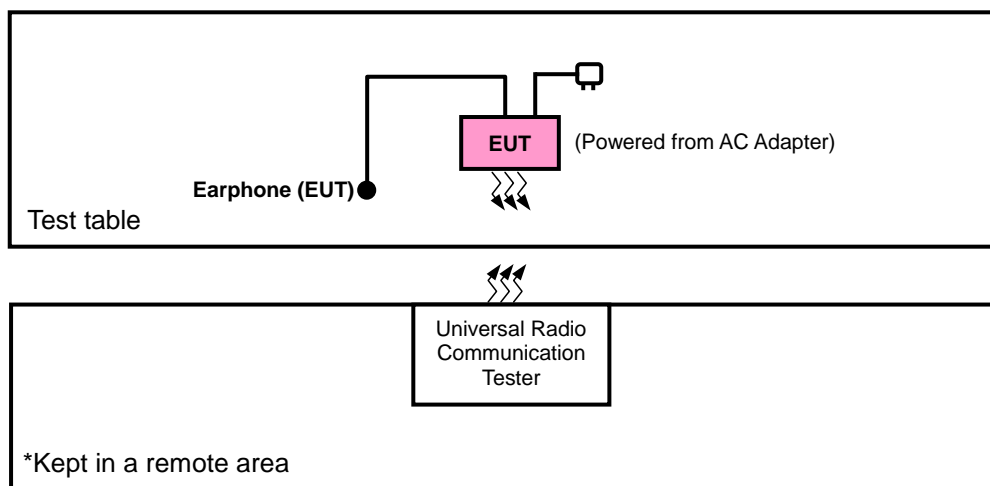 EUT
(Powered from AC Adapter)
Earphone (EUT)
Test table
Universal Radio
Communication
Tester
*Kept in a remote area